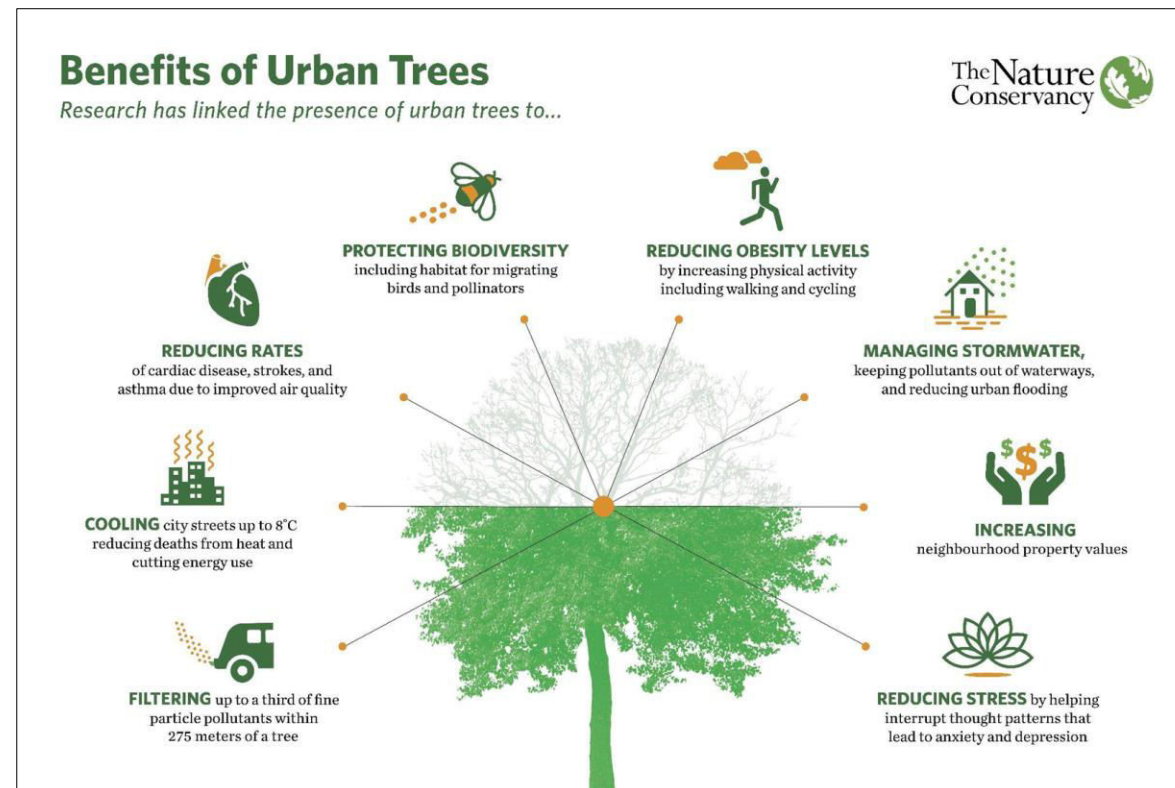 Benefits of Urban Trees
Research has linked the presence of urban trees to...
The Nature
Conservancy
PROTECTING BIODIVERSITY
including habitat for migrating
birds and pollinators
REDUCING OBESITY LEVELS
by increasing physical activity
including walking and cycling
REDUCING RATES
of cardiac disease, strokes, and
asthma due to improved air quality
MANAGING STORMWATER,
keeping pollutants out of waterways,
and reducing urban flooding
COOLING city streets up to 8°C
reducing deaths from heat and
cutting energy use
$ $ $
INCREASING
neighbourhood property values
FILTERING up to a third of fine
particle pollutants within
275 meters of a tree
REDUCING STRESS by helping
interrupt thought patterns that
lead to anxiety and depression